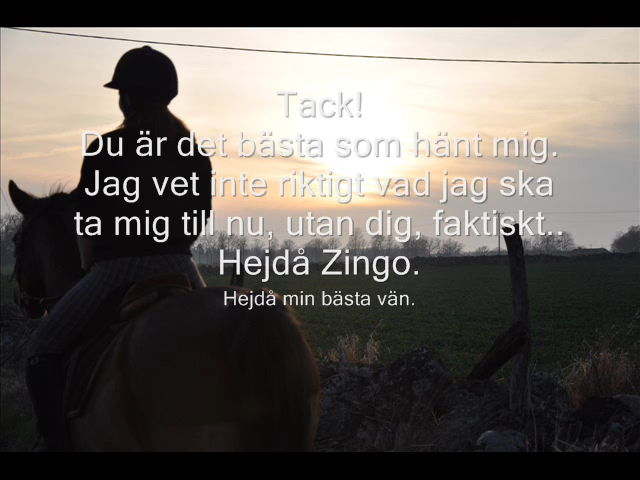 Tack!
Du är det bästa som hänt mig.
Jag vet inte riktigt vad jag ska
ta mig till nu, utan dig, faktiskt..
Hejdå Zingo.
Hejdå min bästa vän.